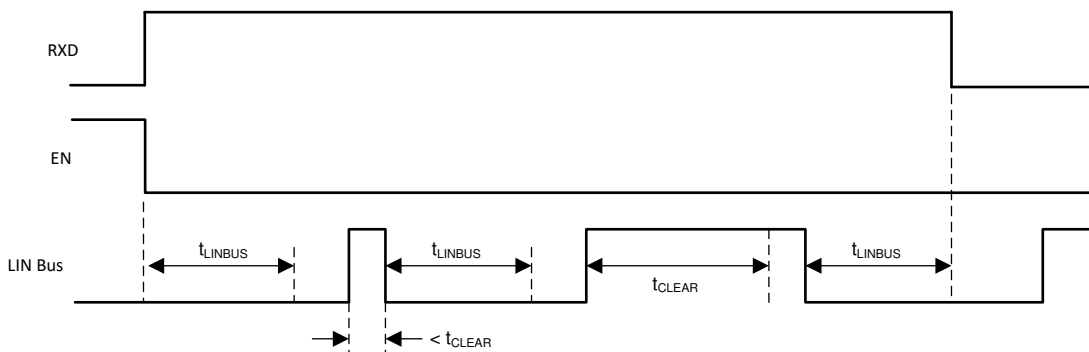 RXD
EN
LIN Bus
tLINBUS
tLINBUS
tCLEAR
tLINBUS
< tCLEAR